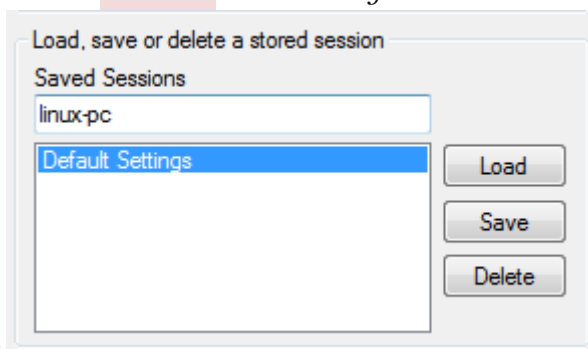 Load, save or delete a stored session
Saved Sessions
linux-pc
Default Settings
Load
Save
Delete